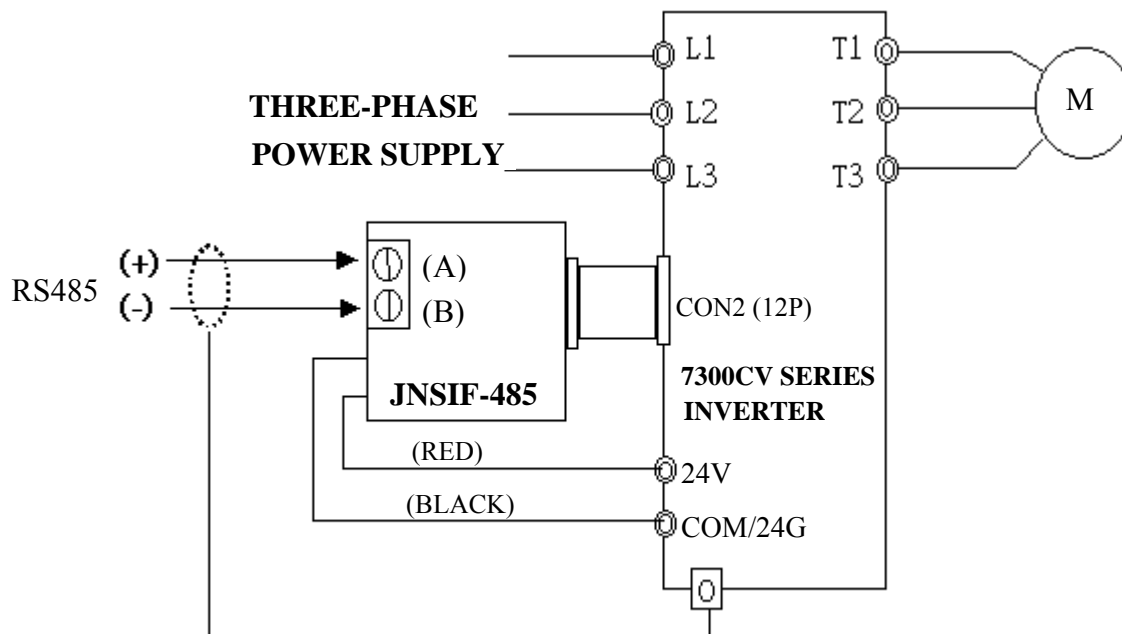 L1
T1
M
THREE-PHASE
L2
T2
POWER SUPPLY
L3
T3
(+)
(A)
RS485
(-)
(B)
CON2 (12P)
7300CV SERIES
JNSIF-485
INVERTER
(RED)
24V
(BLACK)
COM/24G